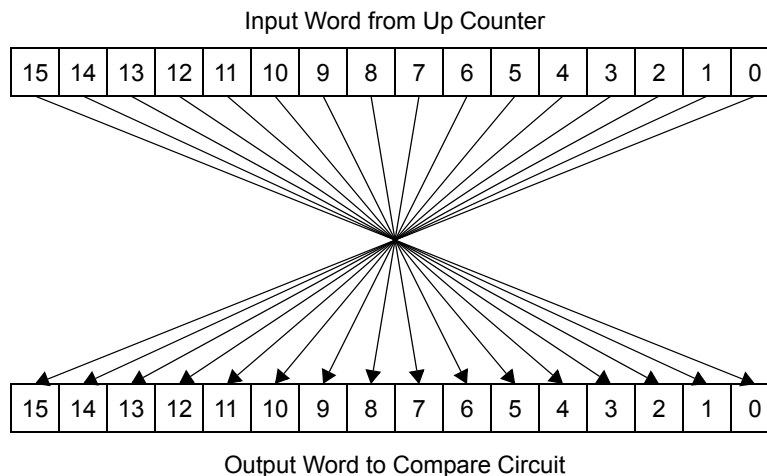 Input Word from Up Counter
15 14 13 12 11 10 9 8 7 6 5 4 3 2 1 0
15 14 13 12 11 10 9 8 7 6 5 4 3 2 1 0
Output Word to Compare Circuit